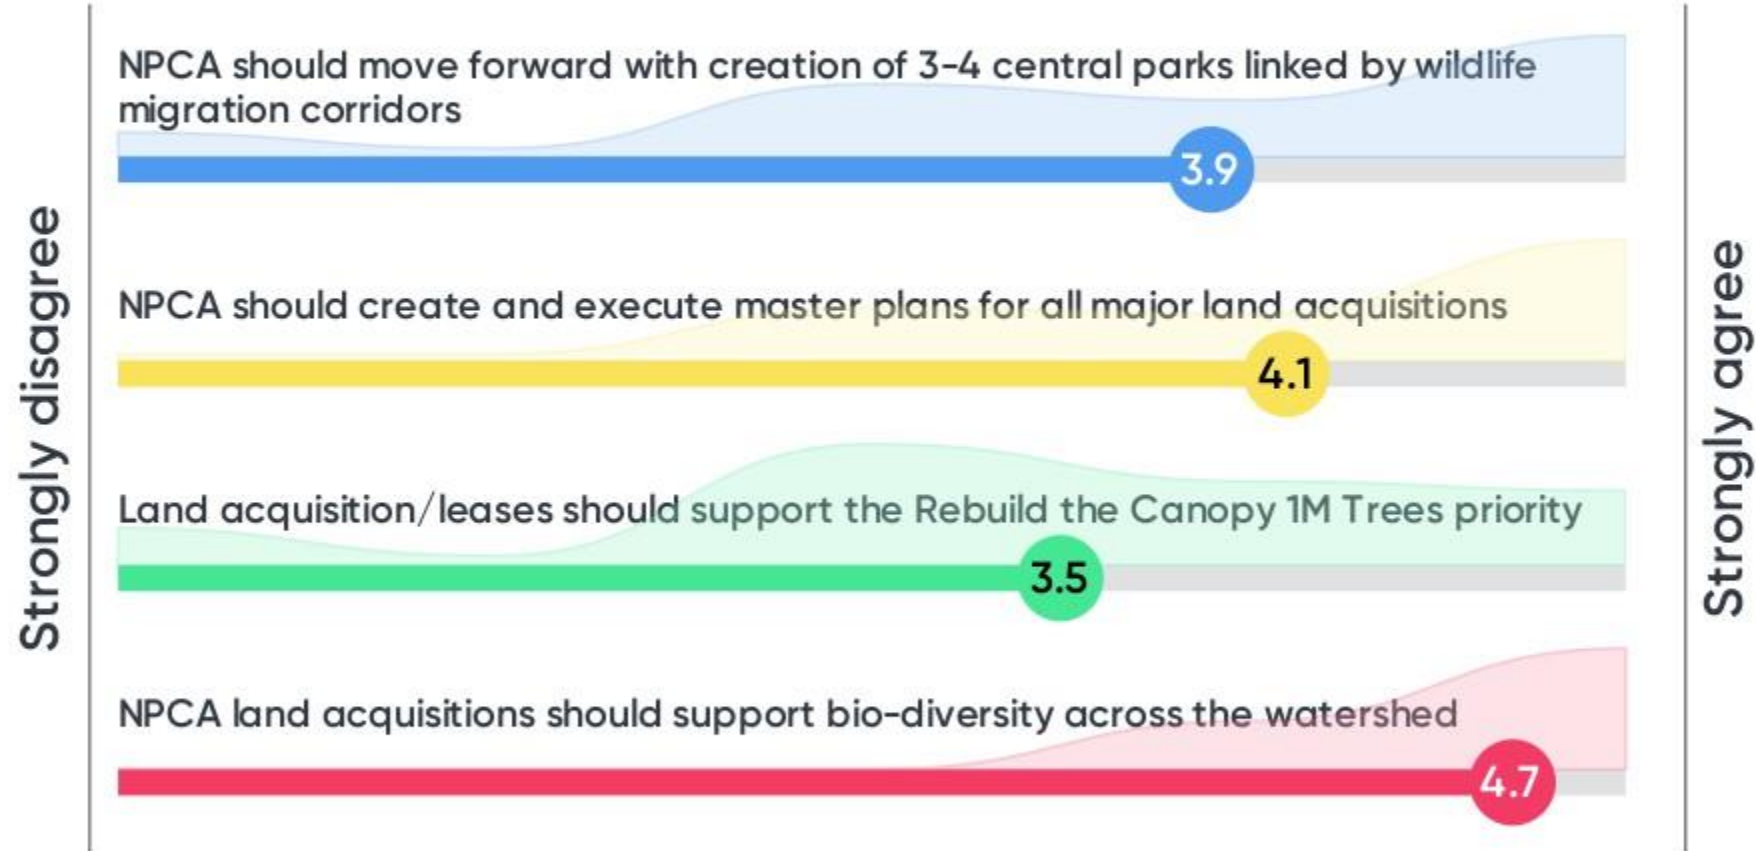 Strongly disagree
NPCA should move forward with creation of 3-4 central parks linked by wildlife
migration corridors
3.9
NPCA should create and execute master plans for all major land acquisitions
4.1
Land acquisition/leases should support the Rebuild the Canopy 1M Trees priority
3.5
NPCA land acquisitions should support bio-diversity across the watershed
4.7
Strongly agree